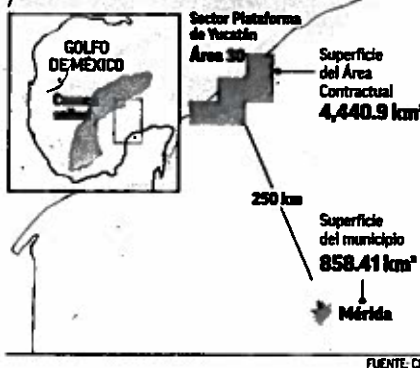 GOLFO
DE MÉXICO
Sector Plataforma
de Yucatán
Área 30
Superficie
del Área
Contractual
4,440.9 km
250 km
Superficie
del municipio
858.41 km²
Mérida
FUENTE: